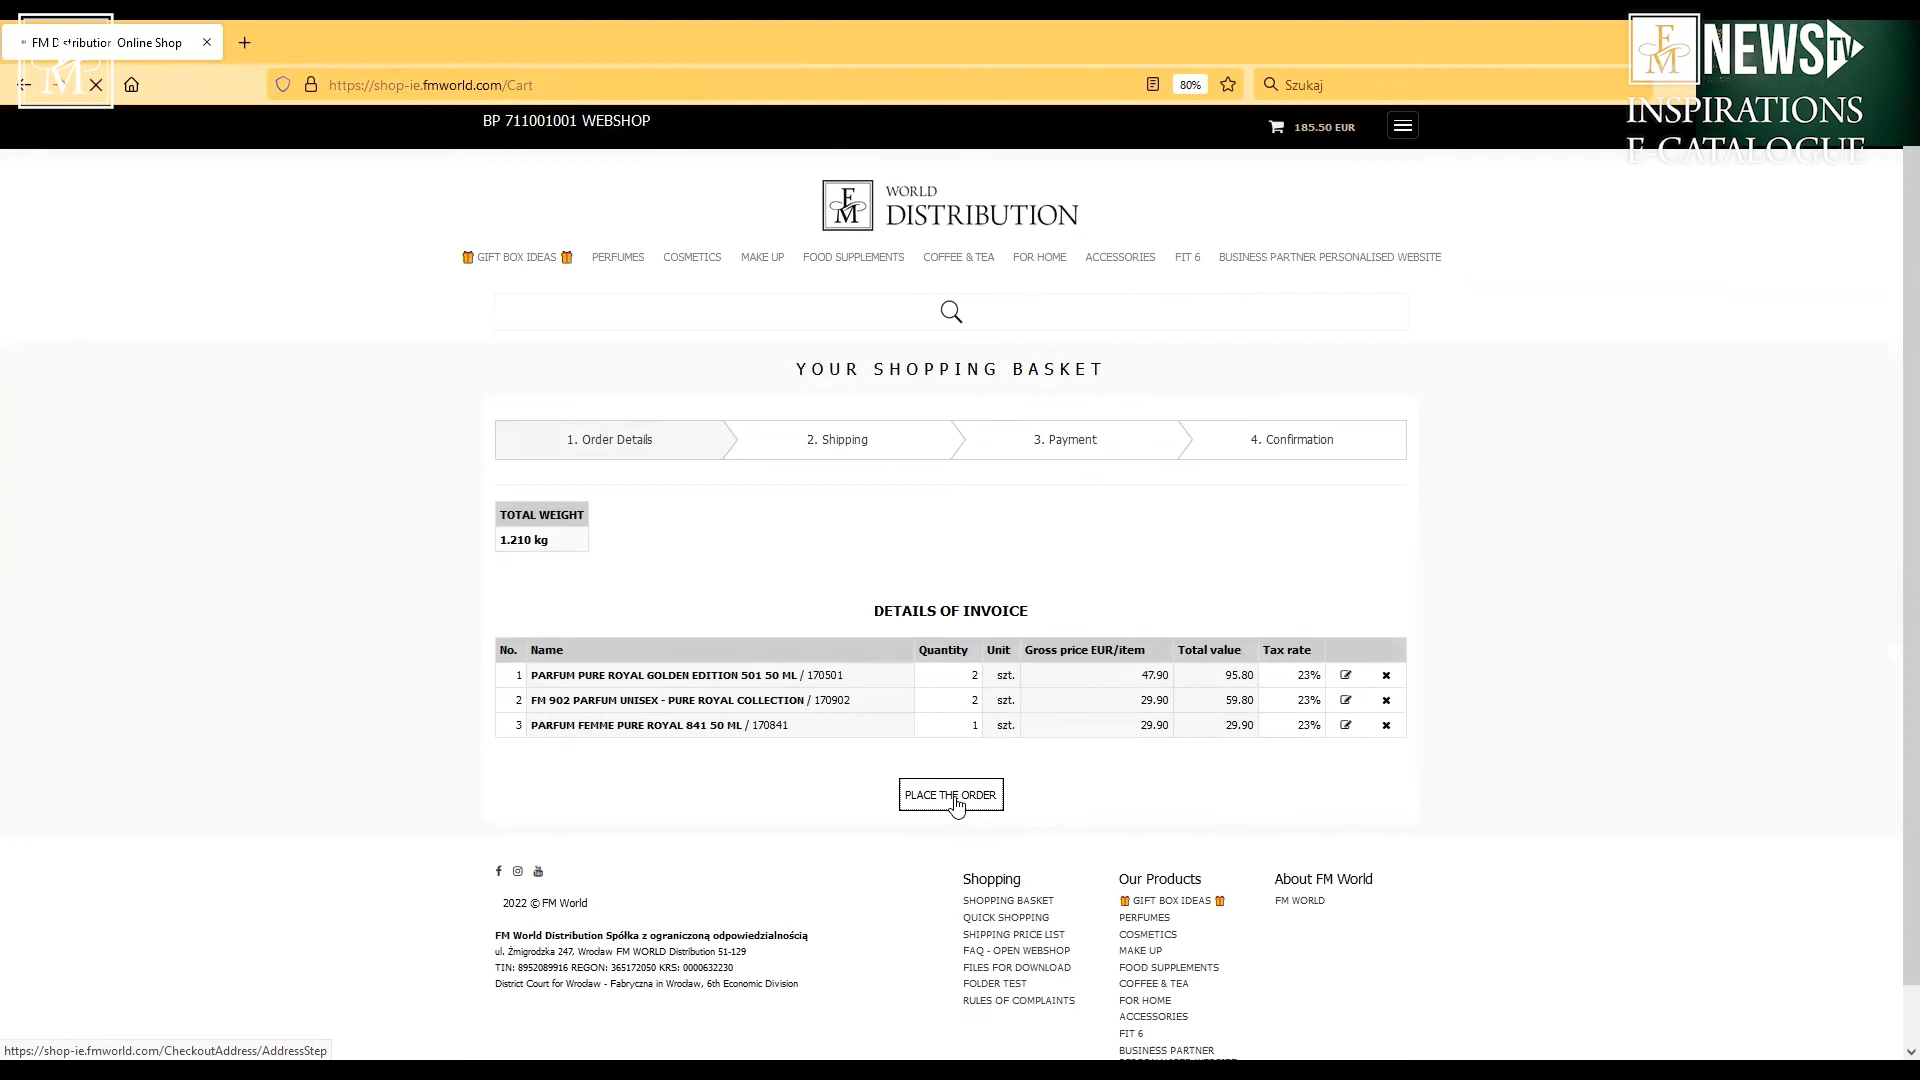 FM Distribution Online Shop
NEWS TV
https://shop-ie.fmworld.com/Cart
80%
Szukaj
INSPIRATIONS
E-CATALOGUE
BP 711001001 WEBSHOP
185.50 EUR
FM WORLD
DISTRIBUTION
GIFT BOX IDEAS PERFUMES COSMETICS MAKE UP FOOD SUPPLEMENTS COFFEE & TEA FOR HOME ACCESSORIES FIT 6 BUSINESS PARTNER PERSONALISED WEBSITE
YOUR SHOPPING BASKET
1. Order Details 2. Shipping 3. Payment 4. Confirmation
TOTAL WEIGHT
1.210 kg
DETAILS OF INVOICE
No. Name Quantity Unit Gross price EUR/item Total value Tax rate
1 PARFUM PURE ROYAL GOLDEN EDITION 501 50 ML / 170501 2 szt. 47.90 95.80 23%
2 FM 902 PARFUM UNISEX - PURE ROYAL COLLECTION / 170902 2 szt. 29.90 59.80 23%
3 PARFUM FEMME PURE ROYAL 841 50 ML / 170841 1 szt. 29.90 29.90 23%
PLACE THE ORDER
2022 © FM World
FM World Distribution Spółka z ograniczoną odpowiedzialnością
ul. Żmigrodzka 247, Wrocław FM WORLD Distribution 51-129
TIN: 8952089916 REGON: 365172050 KRS: 0000632230
District Court for Wrocław - Fabryczna in Wrocław, 6th Economic Division
Shopping
SHOPPING BASKET
QUICK SHOPPING
SHIPPING PRICE LIST
FAQ - OPEN WEBSHOP
FILES FOR DOWNLOAD
FOLDER TEST
RULES OF COMPLAINTS
Our Products
GIFT BOX IDEAS
PERFUMES
COSMETICS
MAKE UP
FOOD SUPPLEMENTS
COFFEE & TEA
FOR HOME
ACCESSORIES
FIT 6
BUSINESS PARTNER
About FM World
FM WORLD
https://shop-ie.fmworld.com/CheckoutAddress/AddressStep